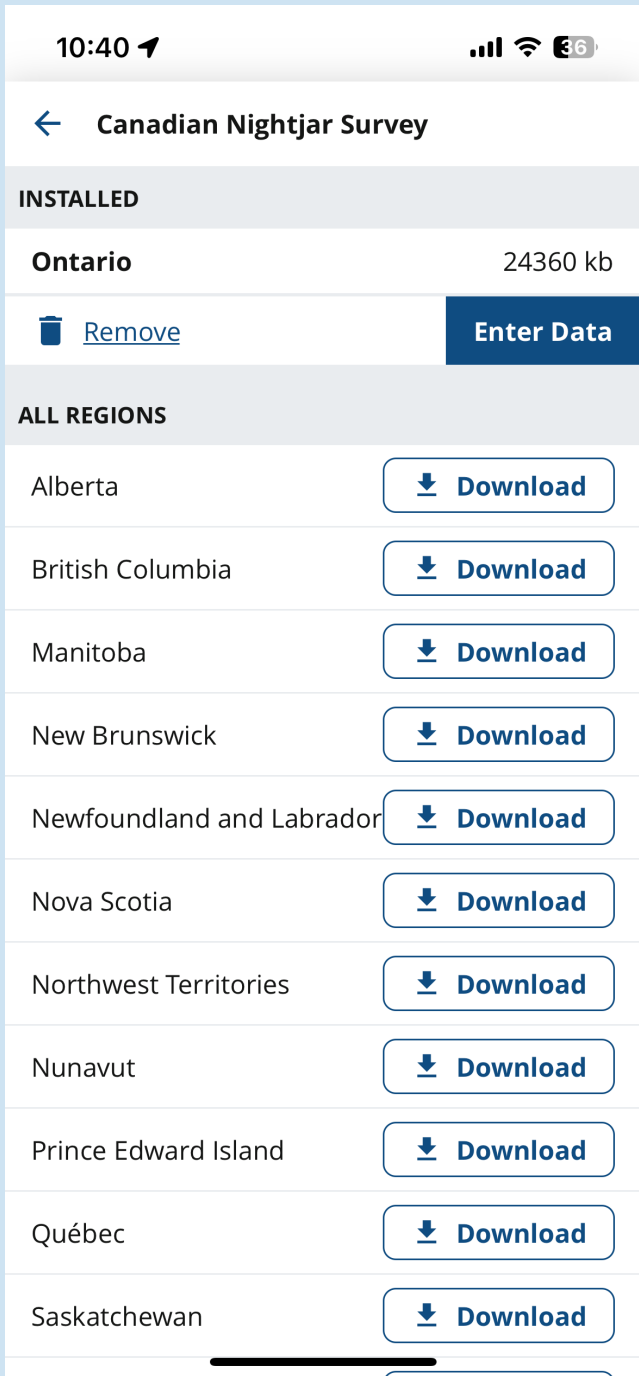 10:40 36
Canadian Nightjar Survey
INSTALLED
Ontario 24360 kb
Remove Enter Data
ALL REGIONS
Alberta Download
British Columbia Download
Manitoba Download
New Brunswick Download
Newfoundland and Labrador Download
Nova Scotia Download
Northwest Territories Download
Nunavut Download
Prince Edward Island Download
Québec Download
Saskatchewan Download